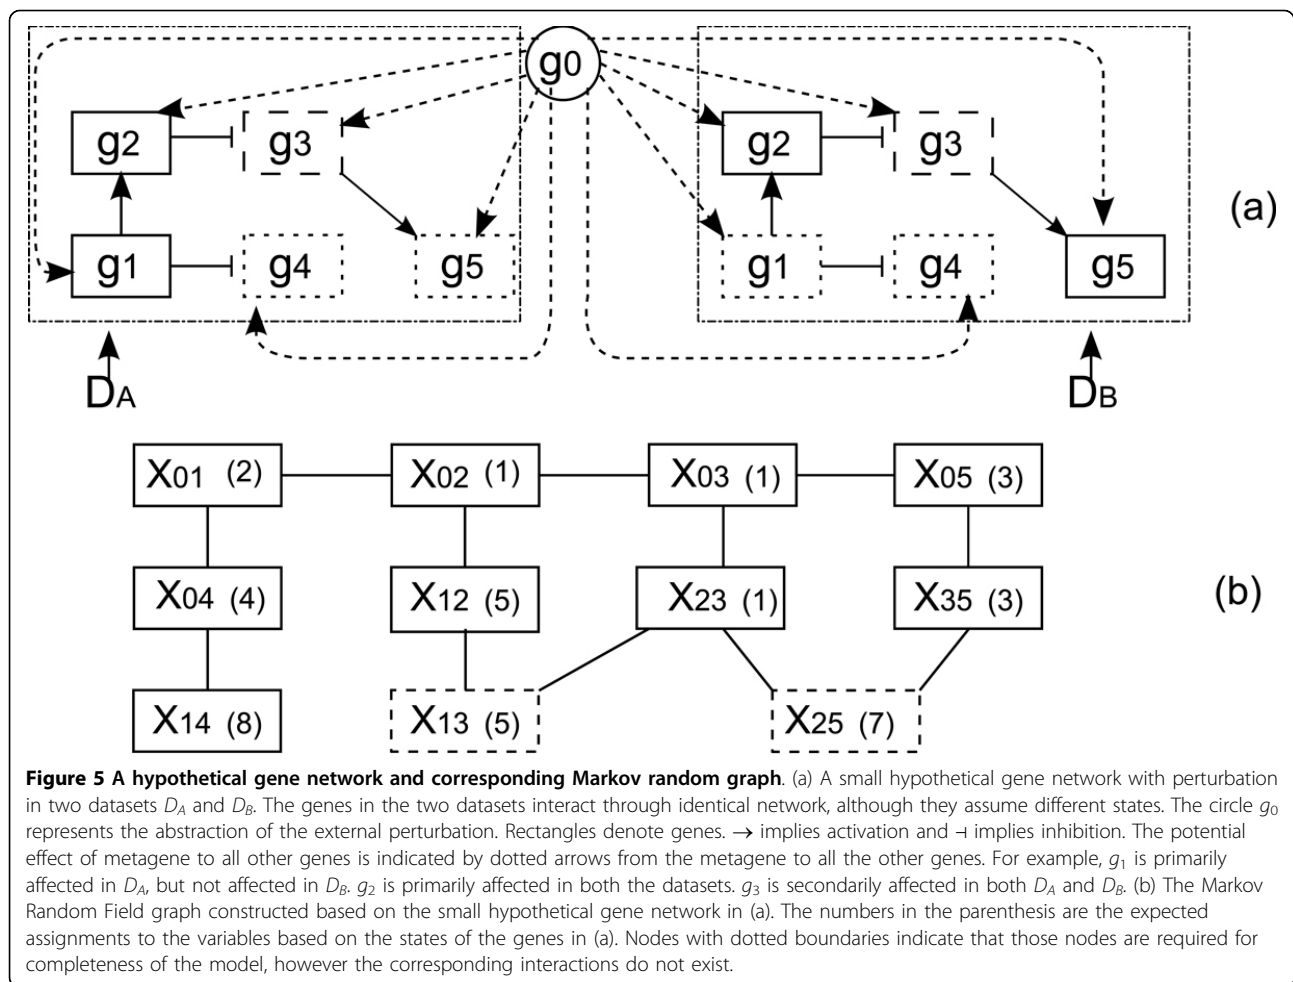 g0
g2 g3 g2 g3
(a)
g1 g4 g5 g1 g4 g5
DA DB
X01 (2) X02 (1) X03 (1) X05 (3)
X04 (4) X12 (5) X23 (1) X35 (3)
(b)
X14 (8) X13 (5) X25 (7)
Figure 5 A hypothetical gene network and corresponding Markov random graph. (a) A small hypothetical gene network with perturbation
in two datasets DA and DB. The genes in the two datasets interact through identical network, although they assume different states. The circle g0
represents the abstraction of the external perturbation. Rectangles denote genes. → implies activation and ⊣ implies inhibition. The potential
effect of metagene to all other genes is indicated by dotted arrows from the metagene to all the other genes. For example, g1 is primarily
affected in DA, but not affected in DB. g2 is primarily affected in both the datasets. g3 is secondarily affected in both DA and DB. (b) The Markov
Random Field graph constructed based on the small hypothetical gene network in (a). The numbers in the parenthesis are the expected
assignments to the variables based on the states of the genes in (a). Nodes with dotted boundaries indicate that those nodes are required for
completeness of the model, however the corresponding interactions do not exist.